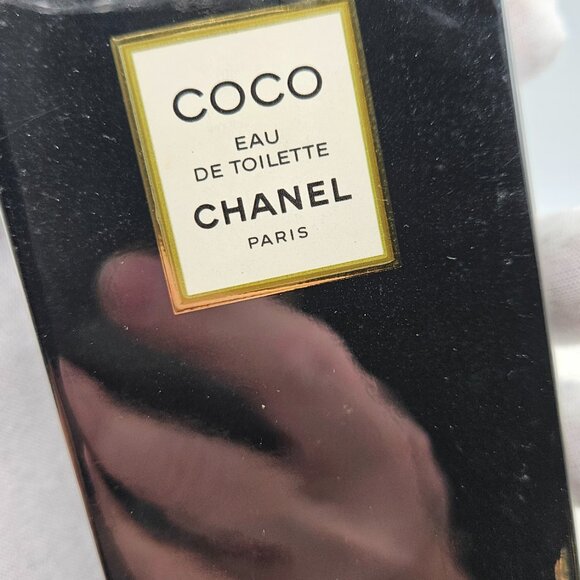 COCO
EAU
DE TOILETTE
CHANEL
PARIS